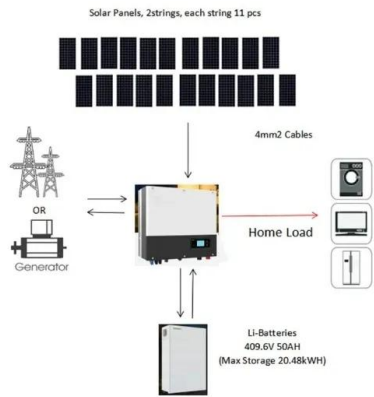 Solar Panels, 2strings, each string 11 pcs
4mm2 Cables
OR
Generator
Home Load
Li-Batteries
409.6V 50AH
(Max Storage 20.48kWH)